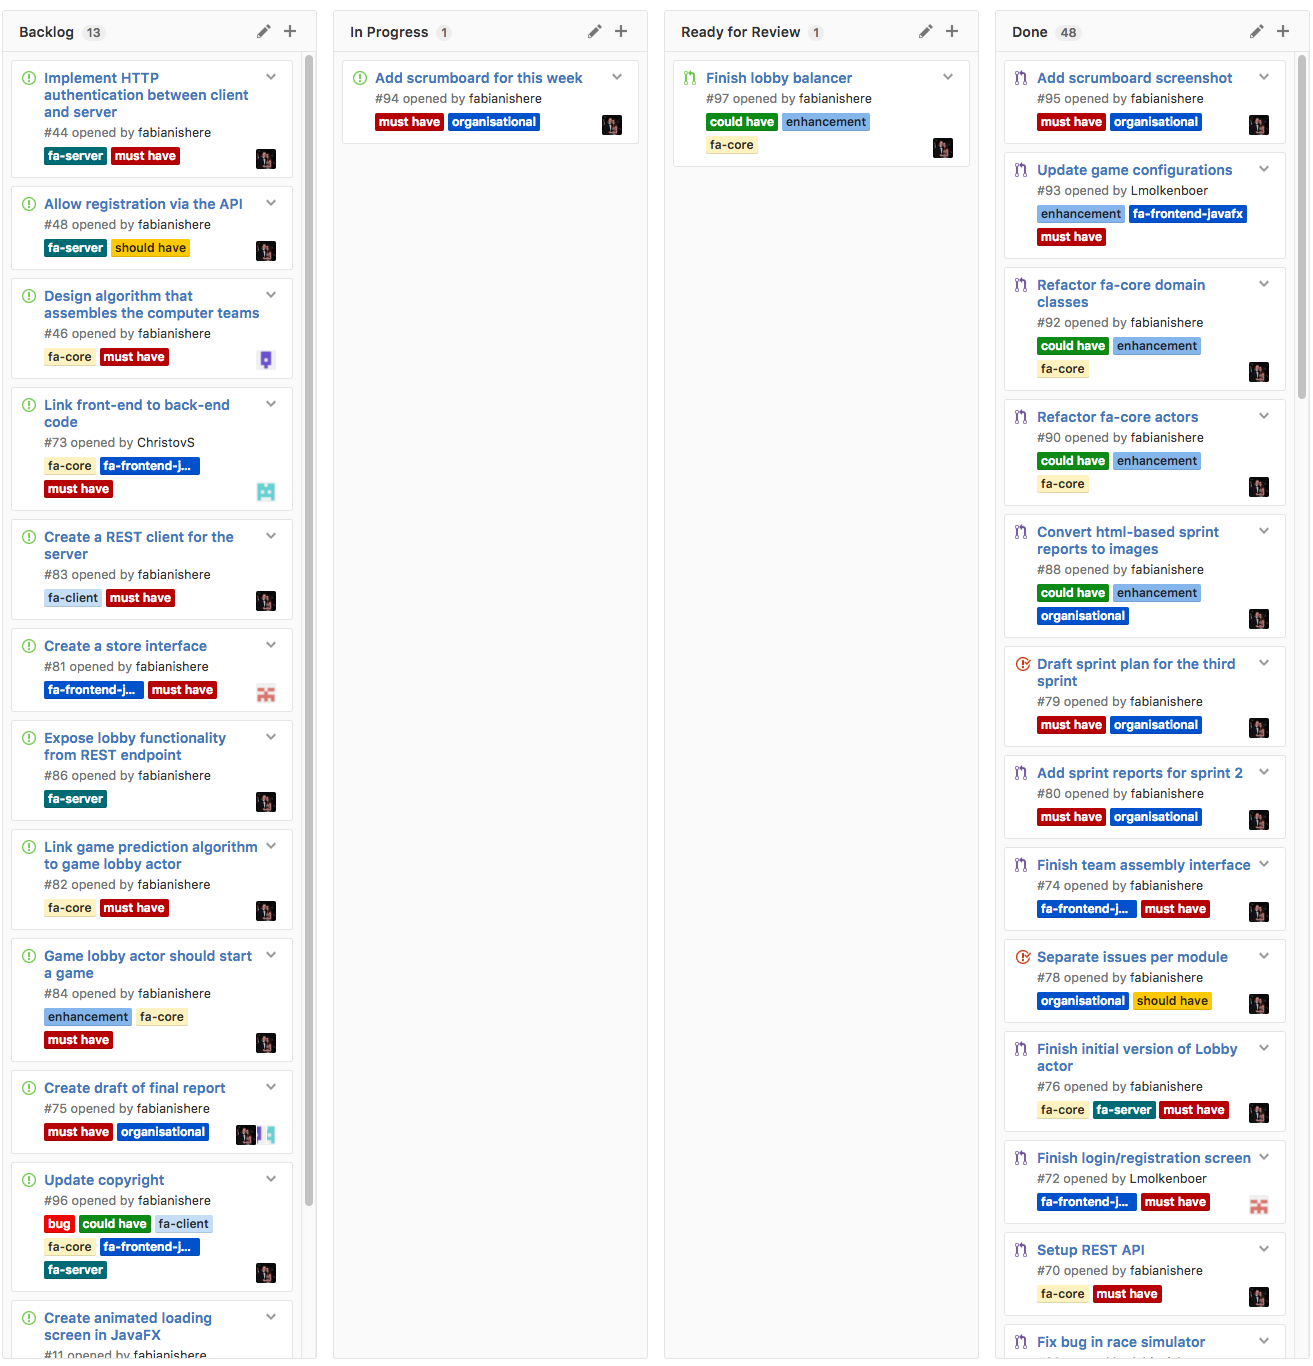 Backlog 13
Implement HTTP
authentication between client
and server
#44 opened by fabianishere
fa-server must have
Allow registration via the API
#48 opened by fabianishere
fa-server should have
Design algorithm that
assembles the computer teams
#46 opened by fabianishere
fa-core must have
Link front-end to back-end
code
#73 opened by ChristovS
fa-core fa-frontend-j...
must have
Create a REST client for the
server
#83 opened by fabianishere
fa-client must have
Create a store interface
#81 opened by fabianishere
fa-frontend-j... must have
Expose lobby functionality
from REST endpoint
#86 opened by fabianishere
fa-server
Link game prediction algorithm
to game lobby actor
#82 opened by fabianishere
fa-core must have
Game lobby actor should start
a game
#84 opened by fabianishere
enhancement fa-core
must have
Create draft of final report
#75 opened by fabianishere
must have organisational
Update copyright
#96 opened by fabianishere
bug could have fa-client
fa-core fa-frontend-j...
fa-server
Create animated loading
screen in JavaFX
#11 opened by fabianishere
In Progress 1
Add scrumboard for this week
#94 opened by fabianishere
must have organisational
Ready for Review 1
Finish lobby balancer
#97 opened by fabianishere
could have enhancement
fa-core
Done 48
Add scrumboard screenshot
#95 opened by fabianishere
must have organisational
Update game configurations
#93 opened by Lmolkenboer
enhancement fa-frontend-javafx
must have
Refactor fa-core domain
classes
#92 opened by fabianishere
could have enhancement
fa-core
Refactor fa-core actors
#90 opened by fabianishere
could have enhancement
fa-core
Convert html-based sprint
reports to images
#88 opened by fabianishere
could have enhancement
organisational
Draft sprint plan for the third
sprint
#79 opened by fabianishere
must have organisational
Add sprint reports for sprint 2
#80 opened by fabianishere
must have organisational
Finish team assembly interface
#74 opened by fabianishere
fa-frontend-j... must have
Separate issues per module
#78 opened by fabianishere
organisational should have
Finish initial version of Lobby
actor
#76 opened by fabianishere
fa-core fa-server must have
Finish login/registration screen
#72 opened by Lmolkenboer
fa-frontend-j... must have
Setup REST API
#70 opened by fabianishere
fa-core must have
Fix bug in race simulator